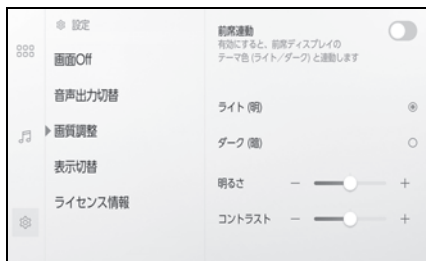 設定
画面Off
音声出力切替
画質調整
表示切替
ライセンス情報
前席連動
有効にすると、前席ディスプレイの
テーマ色 (ライト／ダーク) と連動します
ライト (明)
ダーク (暗)
明るさ
コントラスト